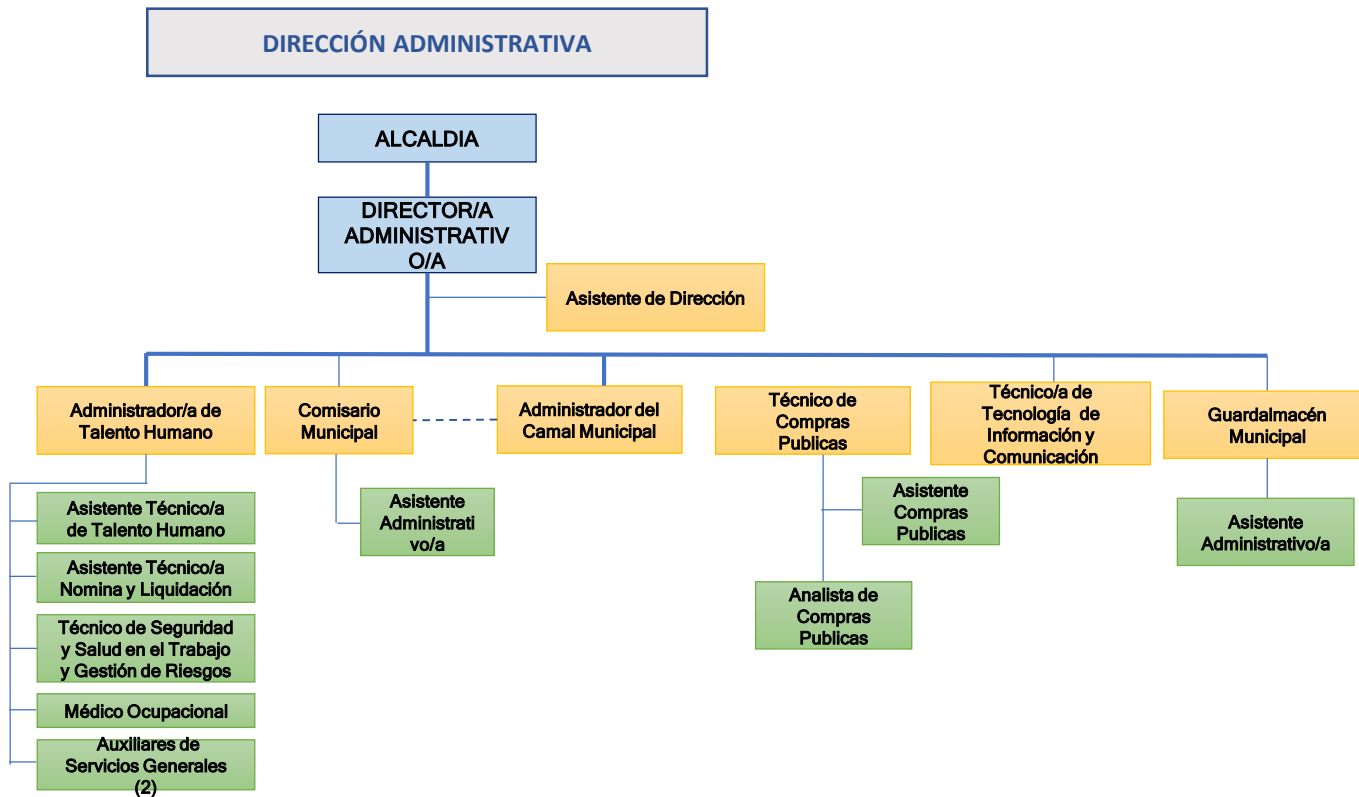 DIRECCIÓN ADMINISTRATIVA
ALCALDIA
DIRECTOR/A
ADMINISTRATIV
O/A
Asistente de Dirección
Administrador/a de
Talento Humano
Comisario
Municipal
Administrador del
Camal Municipal
Técnico de
Compras
Publicas
Técnico/a de
Tecnología de
Información y
Comunicación
Guardalmacén
Municipal
Asistente Técnico/a
de Talento Humano
Asistente Técnico/a
Nomina y Liquidación
Técnico de Seguridad
y Salud en el Trabajo
y Gestión de Riesgos
Médico Ocupacional
Auxiliares de
Servicios Generales
(2)
Asistente
Administrati
vo/a
Asistente
Compras
Publicas
Analista de
Compras
Publicas
Asistente
Administrativo/a